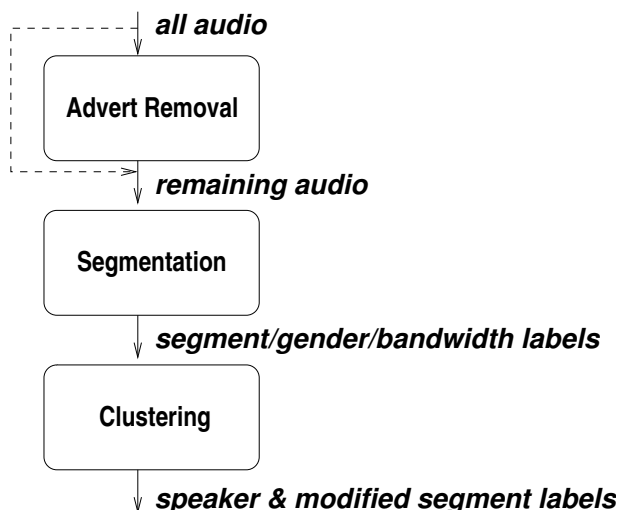 all audio
Advert Removal
remaining audio
Segmentation
segment/gender/bandwidth labels
Clustering
speaker & modified segment labels